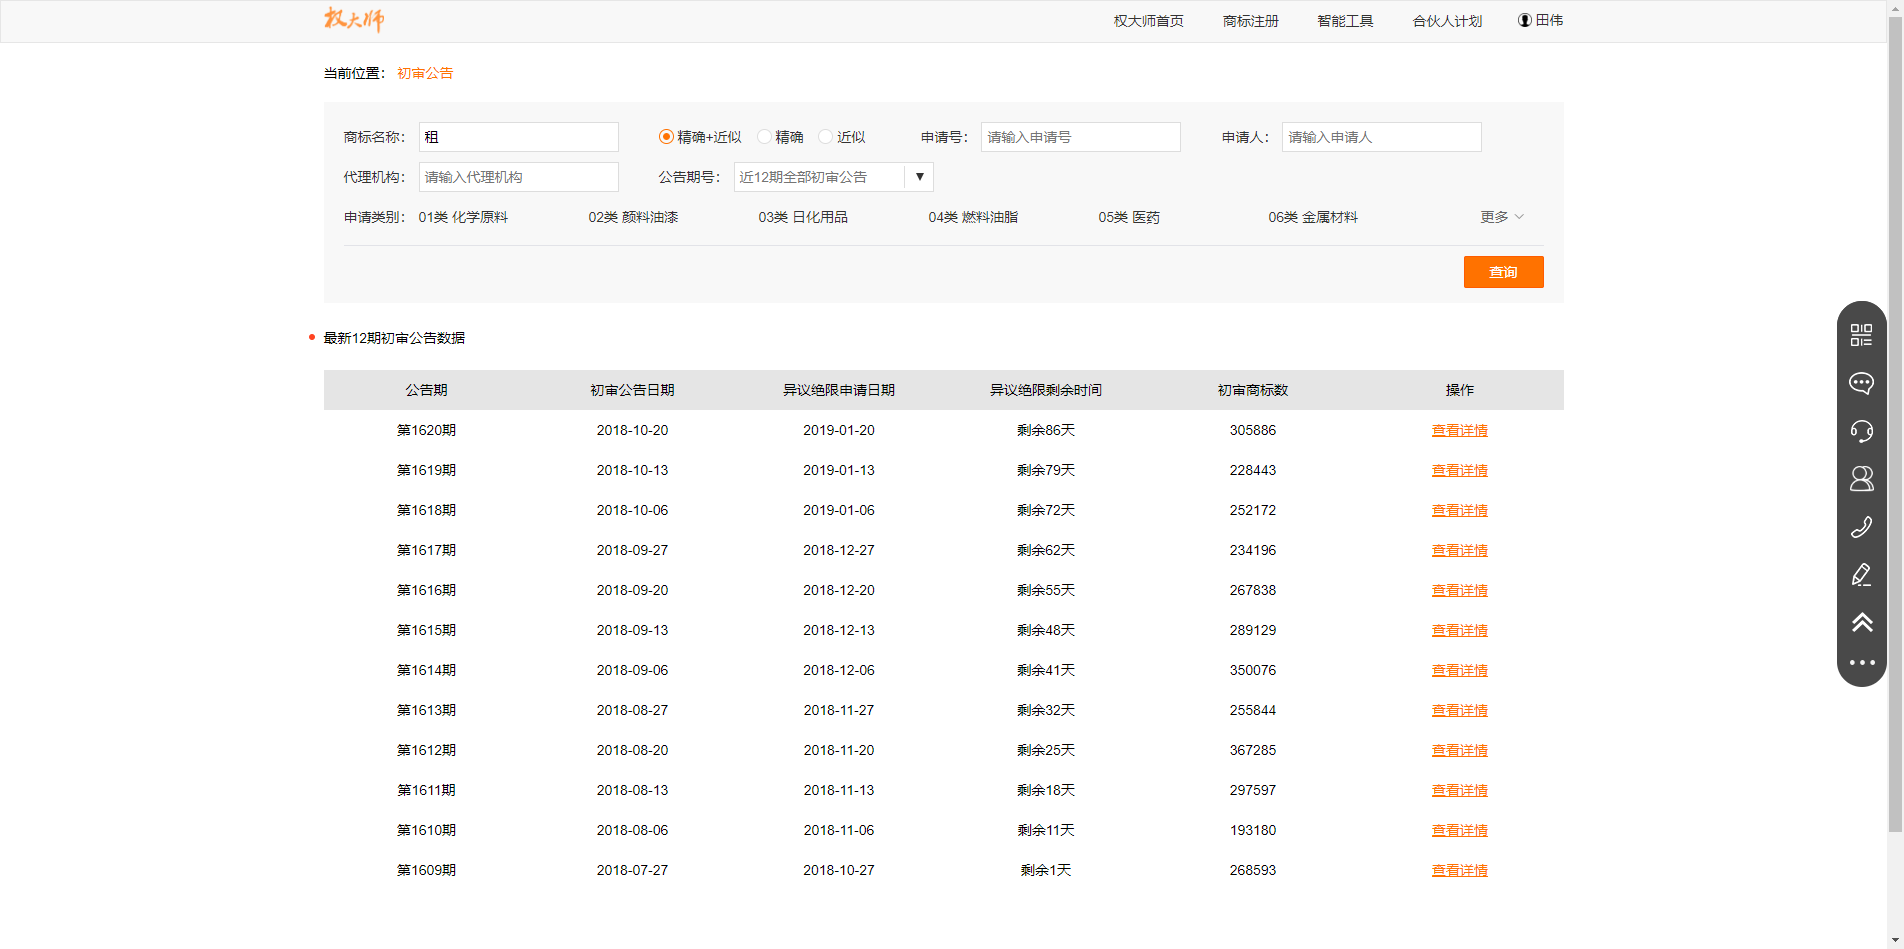 权大师 权大师首页 商标注册 智能工具 合伙人计划 田伟
当前位置： 初审公告
商标名称： 租 精确+近似 精确 近似 申请号： 请输入申请号 申请人： 请输入申请人
代理机构： 请输入代理机构 公告期号： 近12期全部初审公告 ▼
申请类别： 01类 化学原料 02类 颜料油漆 03类 日化用品 04类 燃料油脂 05类 医药 06类 金属材料 更多
查询
最新12期初审公告数据
公告期 初审公告日期 异议绝限申请日期 异议绝限剩余时间 初审商标数 操作
第1620期 2018-10-20 2019-01-20 剩余86天 305886 查看详情
第1619期 2018-10-13 2019-01-13 剩余79天 228443 查看详情
第1618期 2018-10-06 2019-01-06 剩余72天 252172 查看详情
第1617期 2018-09-27 2018-12-27 剩余62天 234196 查看详情
第1616期 2018-09-20 2018-12-20 剩余55天 267838 查看详情
第1615期 2018-09-13 2018-12-13 剩余48天 289129 查看详情
第1614期 2018-09-06 2018-12-06 剩余41天 350076 查看详情
第1613期 2018-08-27 2018-11-27 剩余32天 255844 查看详情
第1612期 2018-08-20 2018-11-20 剩余25天 367285 查看详情
第1611期 2018-08-13 2018-11-13 剩余18天 297597 查看详情
第1610期 2018-08-06 2018-11-06 剩余11天 193180 查看详情
第1609期 2018-07-27 2018-10-27 剩余1天 268593 查看详情